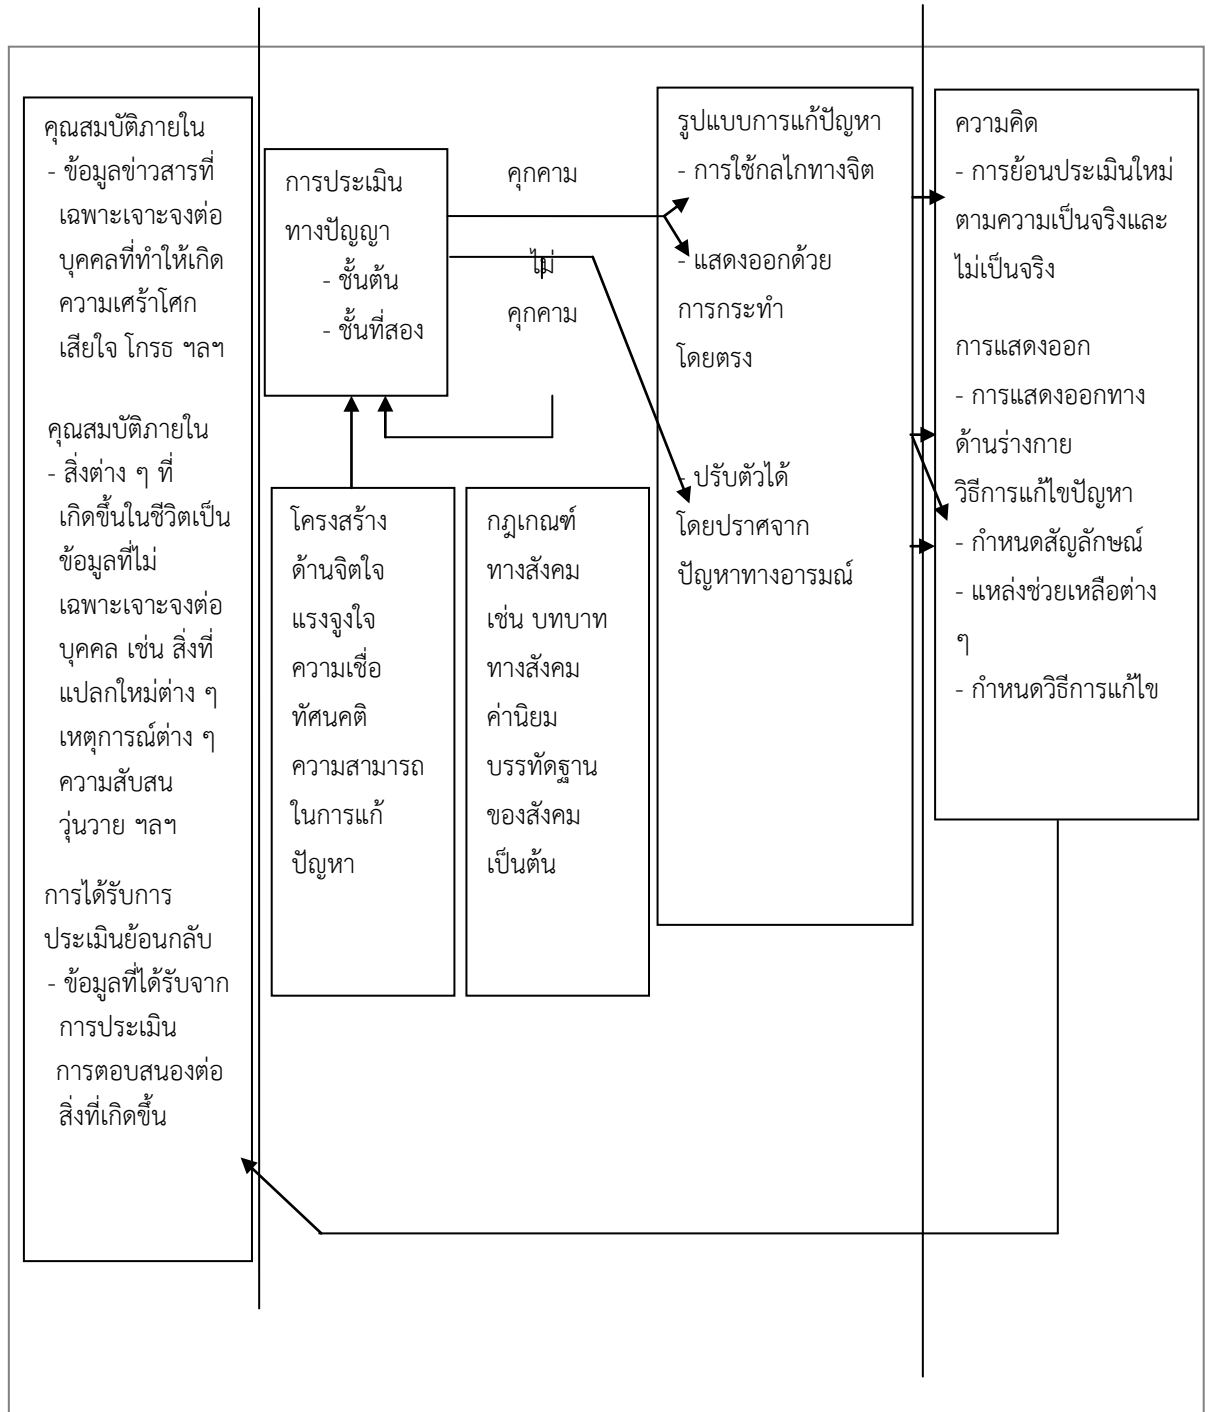 คุณสมบัติภายใน
- ข้อมูลข่าวสารที่
เฉพาะเจาะจงต่อ
บุคคลที่ทำให้เกิด
ความเศร้าโศก
เสียใจ โกรธ ฯลฯ
คุณสมบัติภายใน
- สิ่งต่าง ๆ ที่
เกิดขึ้นในชีวิตเป็น
ข้อมูลที่ไม่
เฉพาะเจาะจงต่อ
บุคคล เช่น สิ่งที่
แปลกใหม่ต่าง ๆ
เหตุการณ์ต่าง ๆ
ความสับสน
วุ่นวาย ฯลฯ
การได้รับการ
ประเมินย้อนกลับ
- ข้อมูลที่ได้รับจาก
การประเมิน
การตอบสนองต่อ
สิ่งที่เกิดขึ้น
การประเมิน
ทางปัญญา
- ชั้นต้น
- ชั้นที่สอง
คุกคาม
ไม่
คุกคาม
โครงสร้าง
ด้านจิตใจ
แรงจูงใจ
ความเชื่อ
ทัศนคติ
ความสามารถ
ในการแก้
ปัญหา
กฎเกณฑ์
ทางสังคม
เช่น บทบาท
ทางสังคม
ค่านิยม
บรรทัดฐาน
ของสังคม
เป็นต้น
รูปแบบการแก้ปัญหา
- การใช้กลไกทางจิต
- แสดงออกด้วย
การกระทำ
โดยตรง
- ปรับตัวได้
โดยปราศจาก
ปัญหาทางอารมณ์
ความคิด
- การย้อนประเมินใหม่
ตามความเป็นจริงและ
ไม่เป็นจริง
การแสดงออก
- การแสดงออกทาง
ด้านร่างกาย
วิธีการแก้ไขปัญหา
- กำหนดสัญลักษณ์
- แหล่งช่วยเหลือต่าง
ๆ
- กำหนดวิธีการแก้ไข